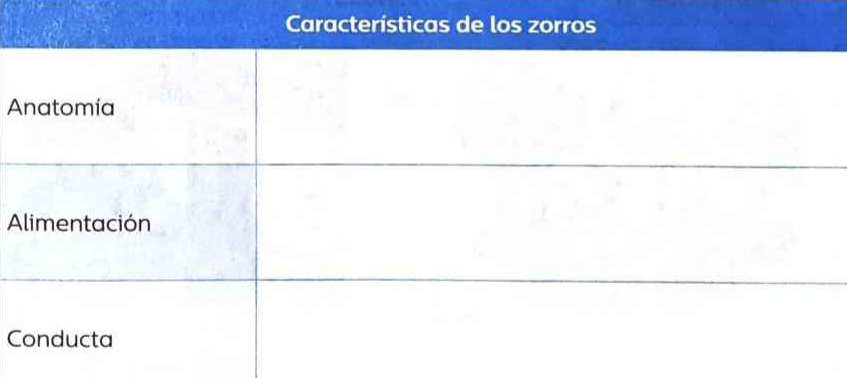 Características de los zorros
Anatomía
Alimentación
Conducta